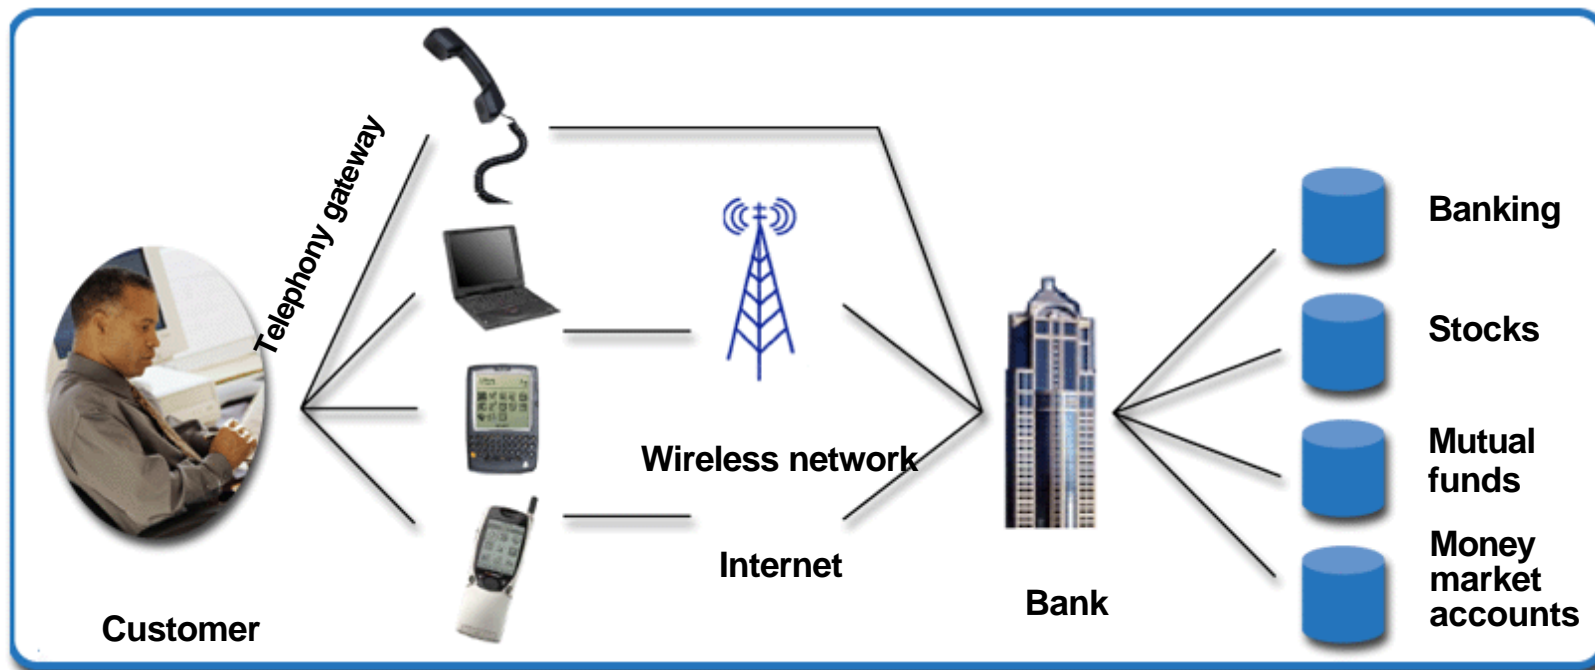 Telephony gateway
Customer
Wireless network
Internet
Bank
Banking
Stocks
Mutual
funds
Money
market
accounts